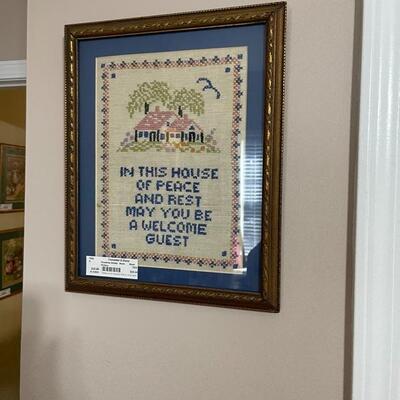 IN THIS HOUSE
OF PEACE
AND REST
MAY YOU BE
A WELCOME
GUEST